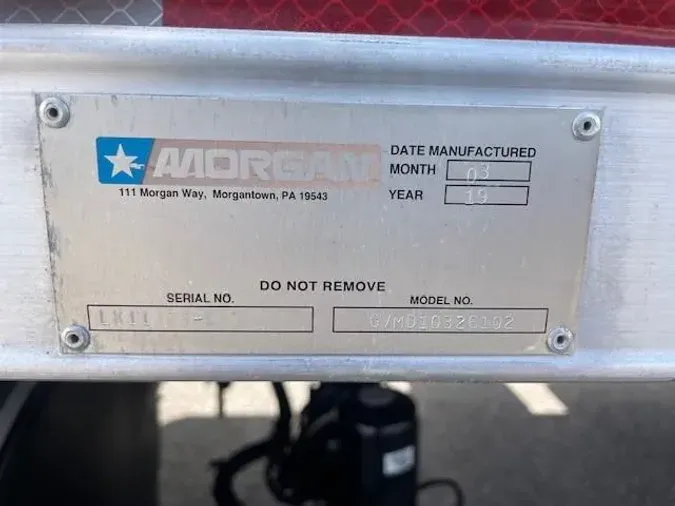 MORGAN
111 Morgan Way, Morgantown, PA 19543
DATE MANUFACTURED
MONTH 03
YEAR 19
DO NOT REMOVE
SERIAL NO.
MODEL NO.
GVMD10326102